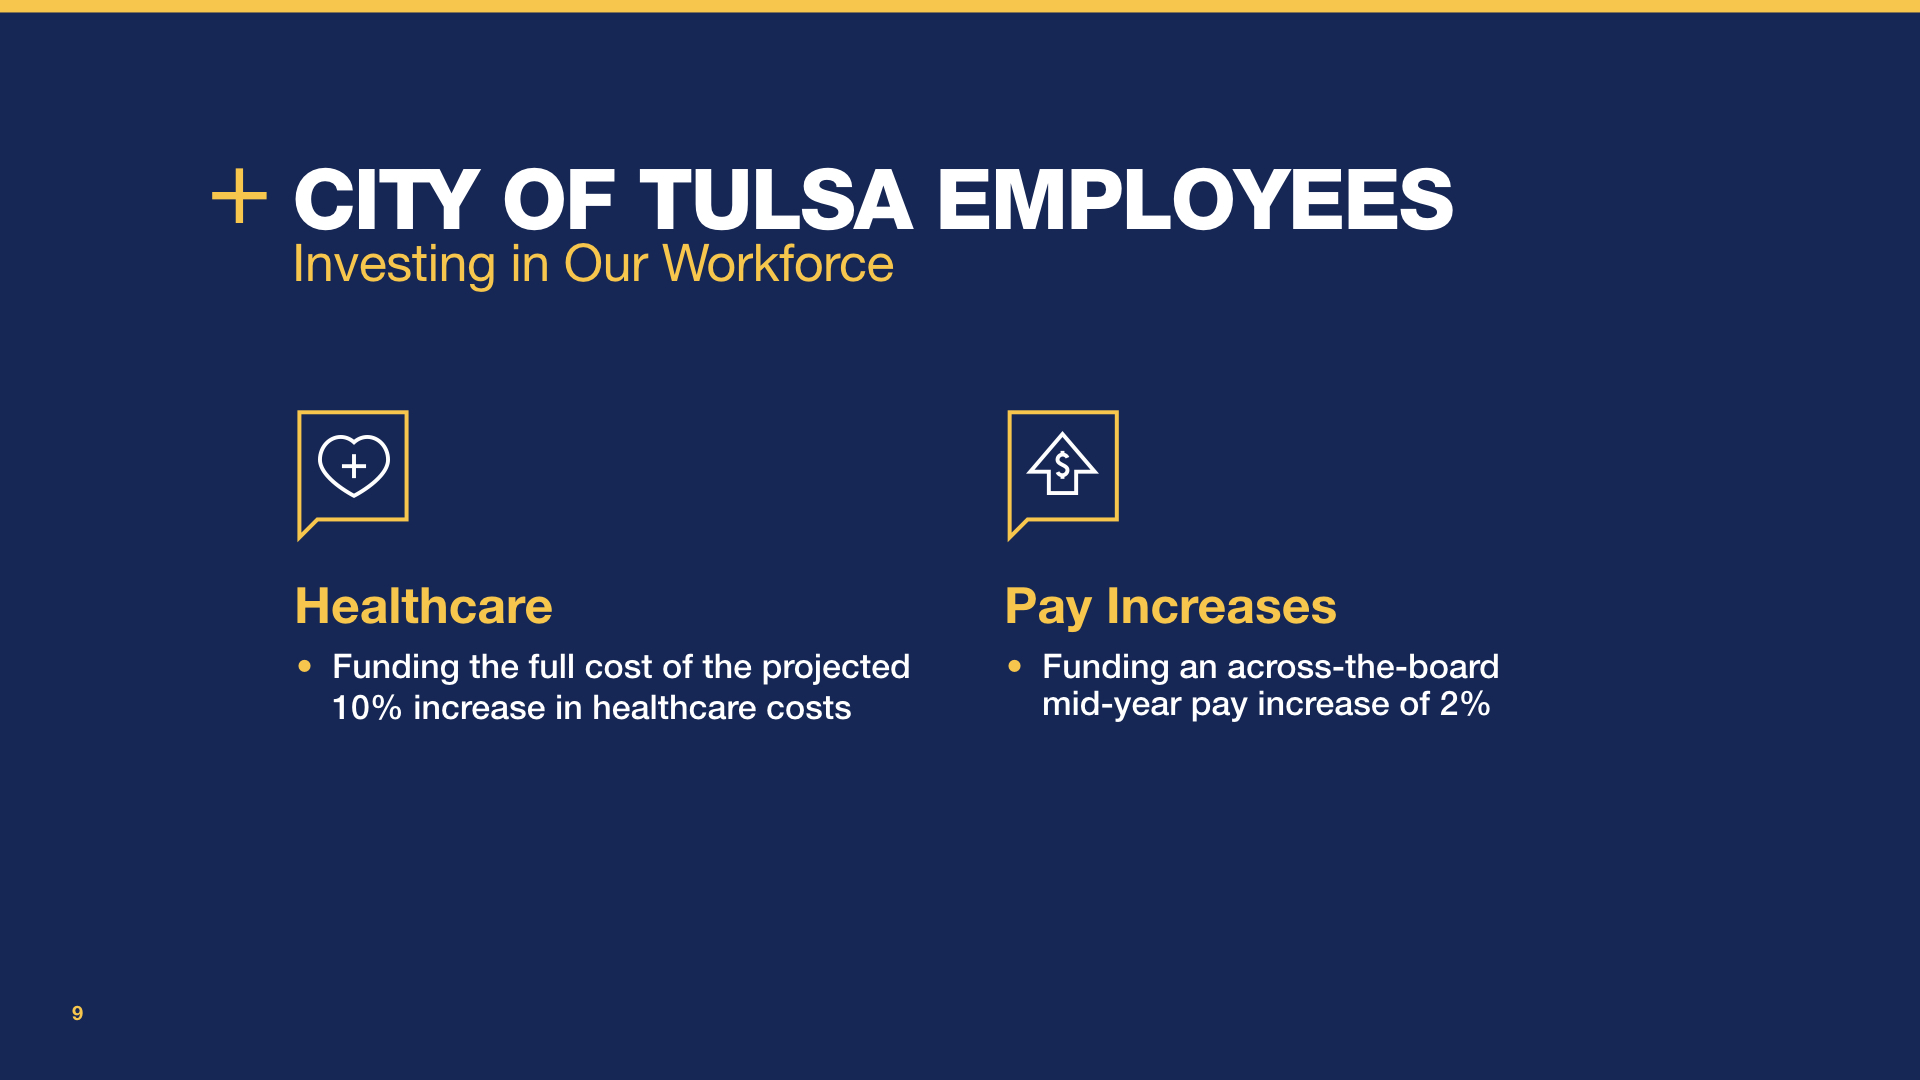 + CITY OF TULSA EMPLOYEES
Investing in Our Workforce
$
Healthcare
• Funding the full cost of the projected
10% increase in healthcare costs
Pay Increases
• Funding an across-the-board
mid-year pay increase of 2%
9